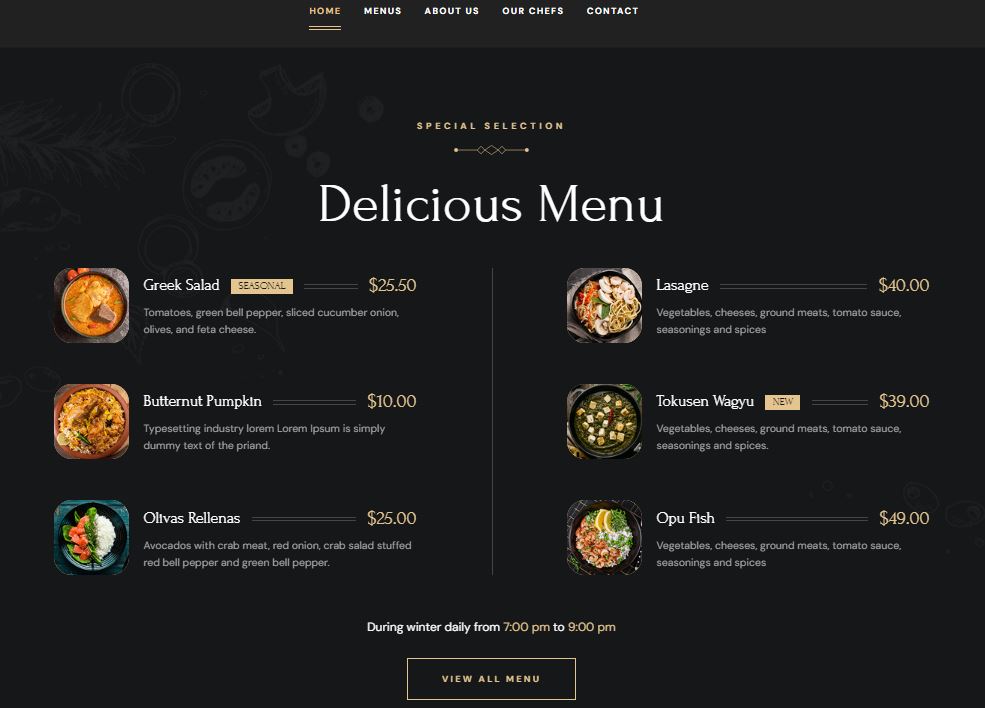 HOME MENUS ABOUT US OUR CHEFS CONTACT
SPECIAL SELECTION
Delicious Menu
Greek Salad SEASONAL $25.50
Tomatoes, green bell pepper, sliced cucumber onion,
olives, and feta cheese.
Butternut Pumpkin $10.00
Typesetting industry lorem Lorem Ipsum is simply
dummy text of the priand.
Olivas Rellenas $25.00
Avocados with crab meat, red onion, crab salad stuffed
red bell pepper and green bell pepper.
Lasagne $40.00
Vegetables, cheeses, ground meats, tomato sauce,
seasonings and spices
Tokusen Wagyu NEW $39.00
Vegetables, cheeses, ground meats, tomato sauce,
seasonings and spices.
Opu Fish $49.00
Vegetables, cheeses, ground meats, tomato sauce,
seasonings and spices
During winter daily from 7:00 pm to 9:00 pm
VIEW ALL MENU